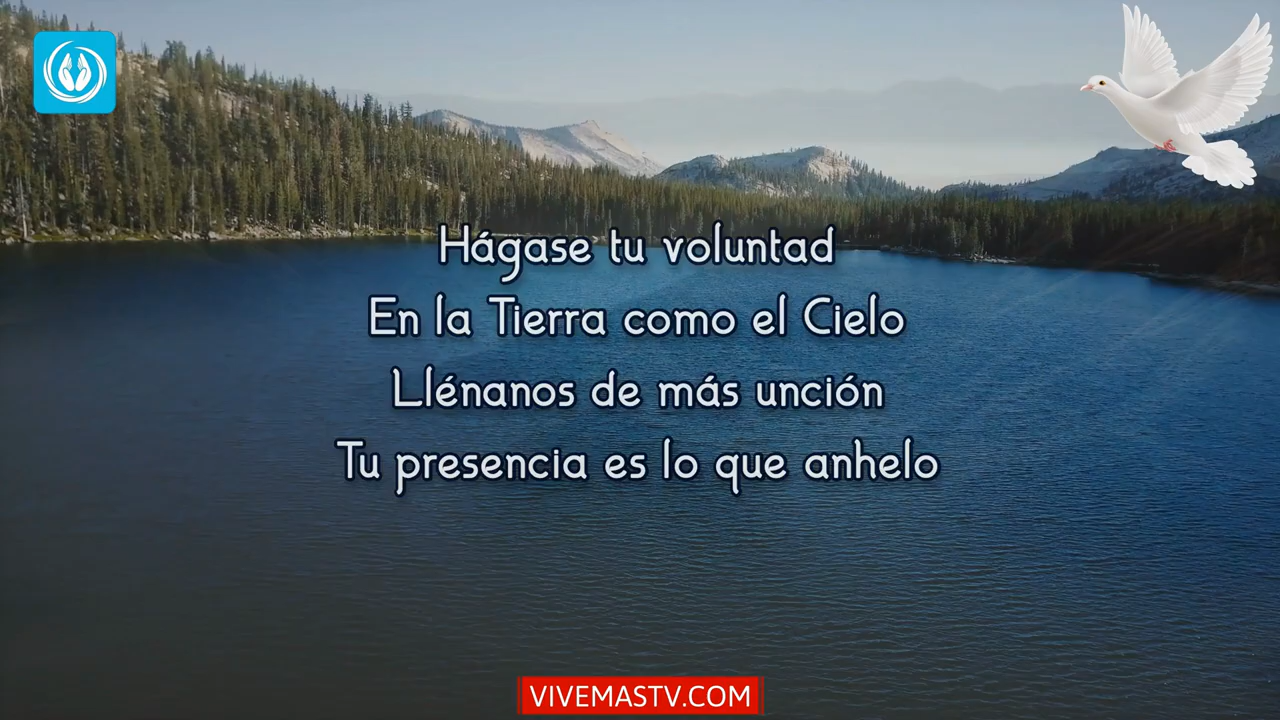 Hágase tu voluntad
En la Tierra como el Cielo
Llénanos de más unción
Tu presencia es lo que anhelo
VIVEMASTV.COM